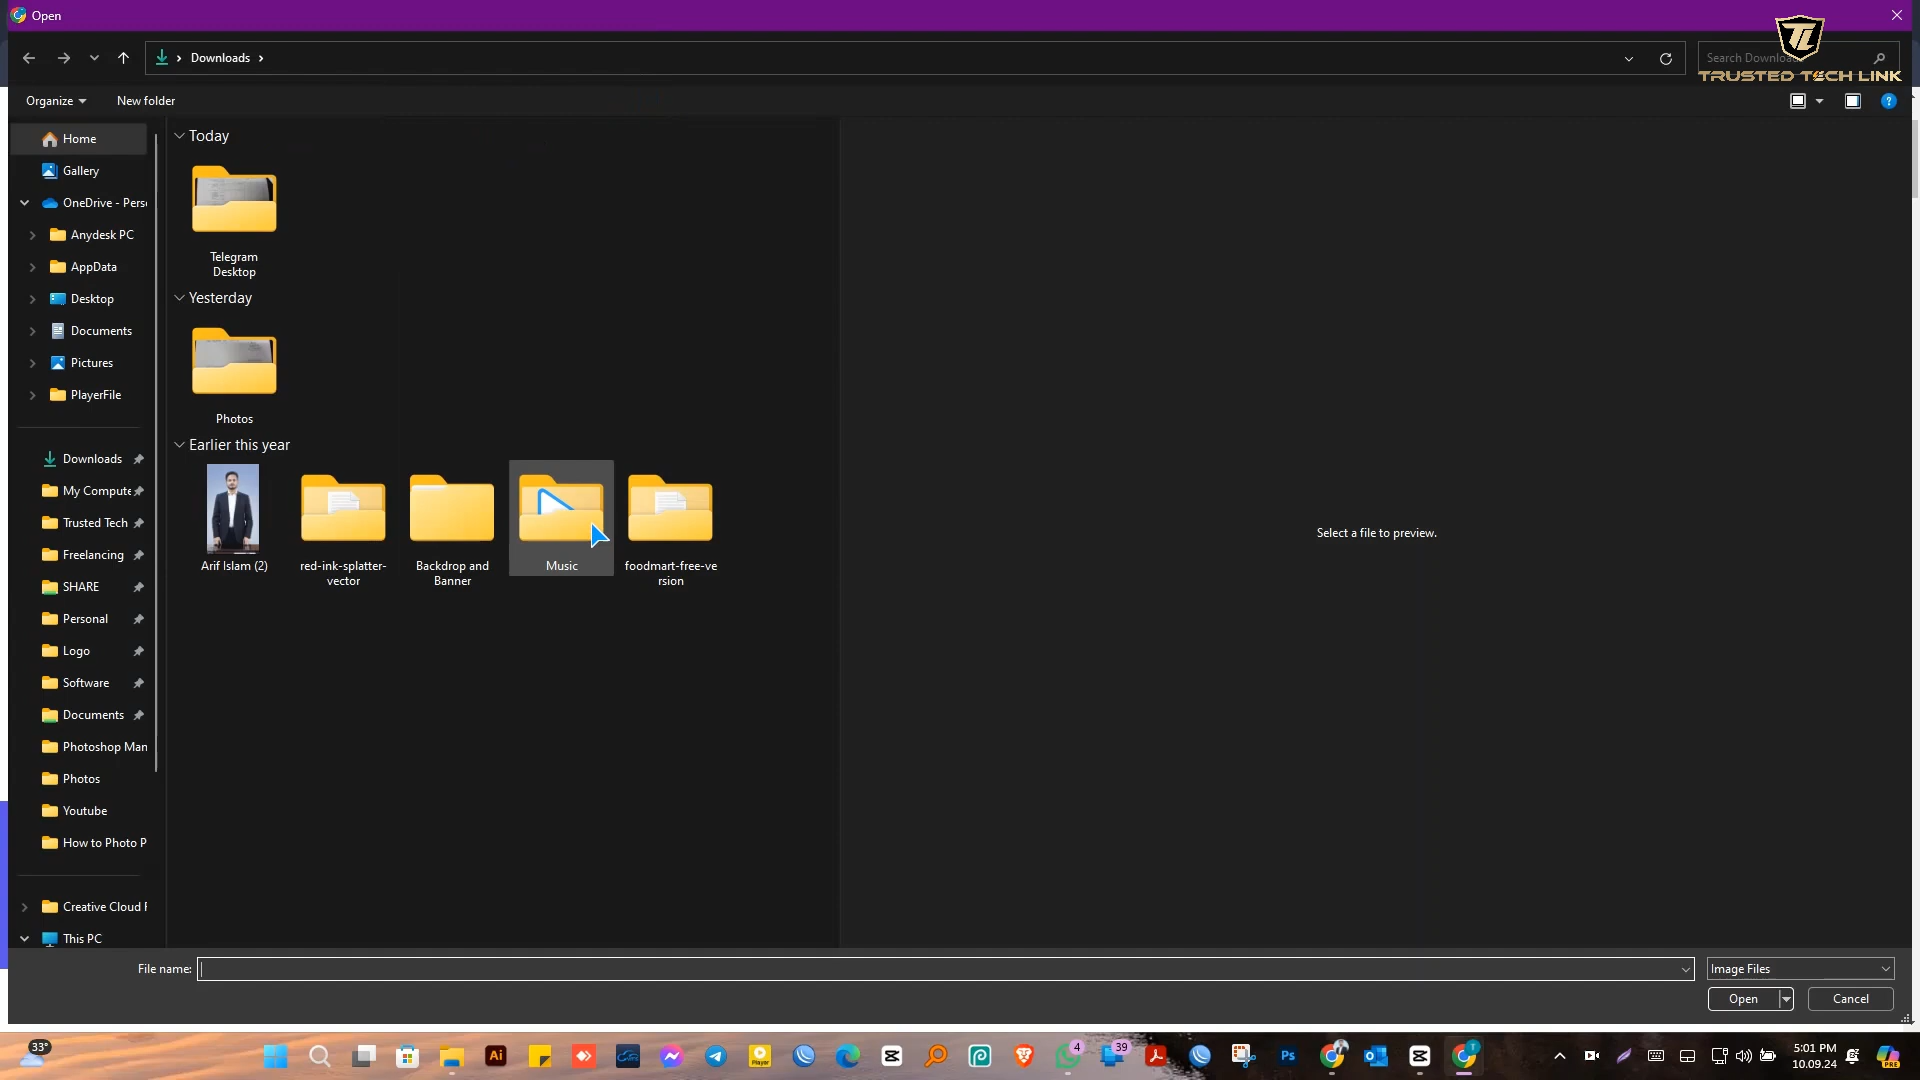 Open
Downloads
Search Downloa
TRUSTED TECH LINK
Organize
New folder
Home
Gallery
OneDrive - Pers
Anydesk PC
AppData
Desktop
Documents
Pictures
PlayerFile
Downloads
My Compute
Trusted Tech
Freelancing
SHARE
Personal
Logo
Software
Documents
Photoshop Man
Photos
Youtube
How to Photo P
Creative Cloud F
This PC
Today
Telegram
Desktop
Yesterday
Photos
Earlier this year
Arif Islam (2)
red-ink-splatter-
vector
Backdrop and
Banner
Music
foodmart-free-ve
rsion
Select a file to preview.
File name:
Image Files
Open
Cancel
33°
Ai
Player
4
39
Ps
T
5:01 PM
10.09.24
PRE